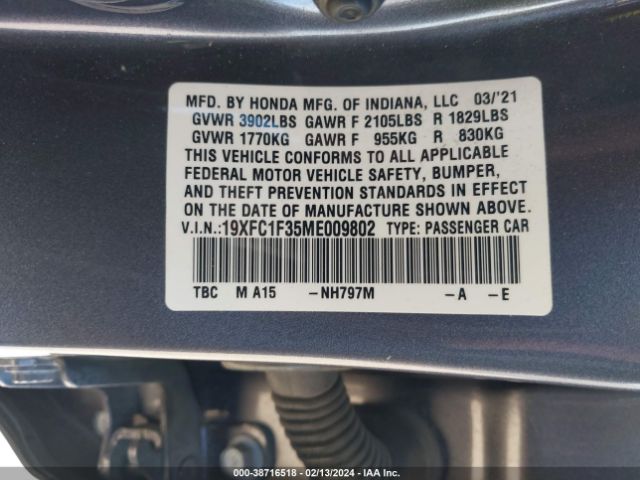 MFD. BY HONDA MFG. OF INDIANA, LLC 03/'21
GVWR 3902LBS GAWR F 2105LBS R 1829LBS
GVWR 1770KG GAWR F 955KG R 830KG
THIS VEHICLE CONFORMS TO ALL APPLICABLE
FEDERAL MOTOR VEHICLE SAFETY, BUMPER,
AND THEFT PREVENTION STANDARDS IN EFFECT
ON THE DATE OF MANUFACTURE SHOWN ABOVE.
V.I.N.:19XFC1F35ME009802 TYPE: PASSENGER CAR
TBC M A15 -NH797M -A -E
000-38716518 - 02/13/2024 - IAA Inc.